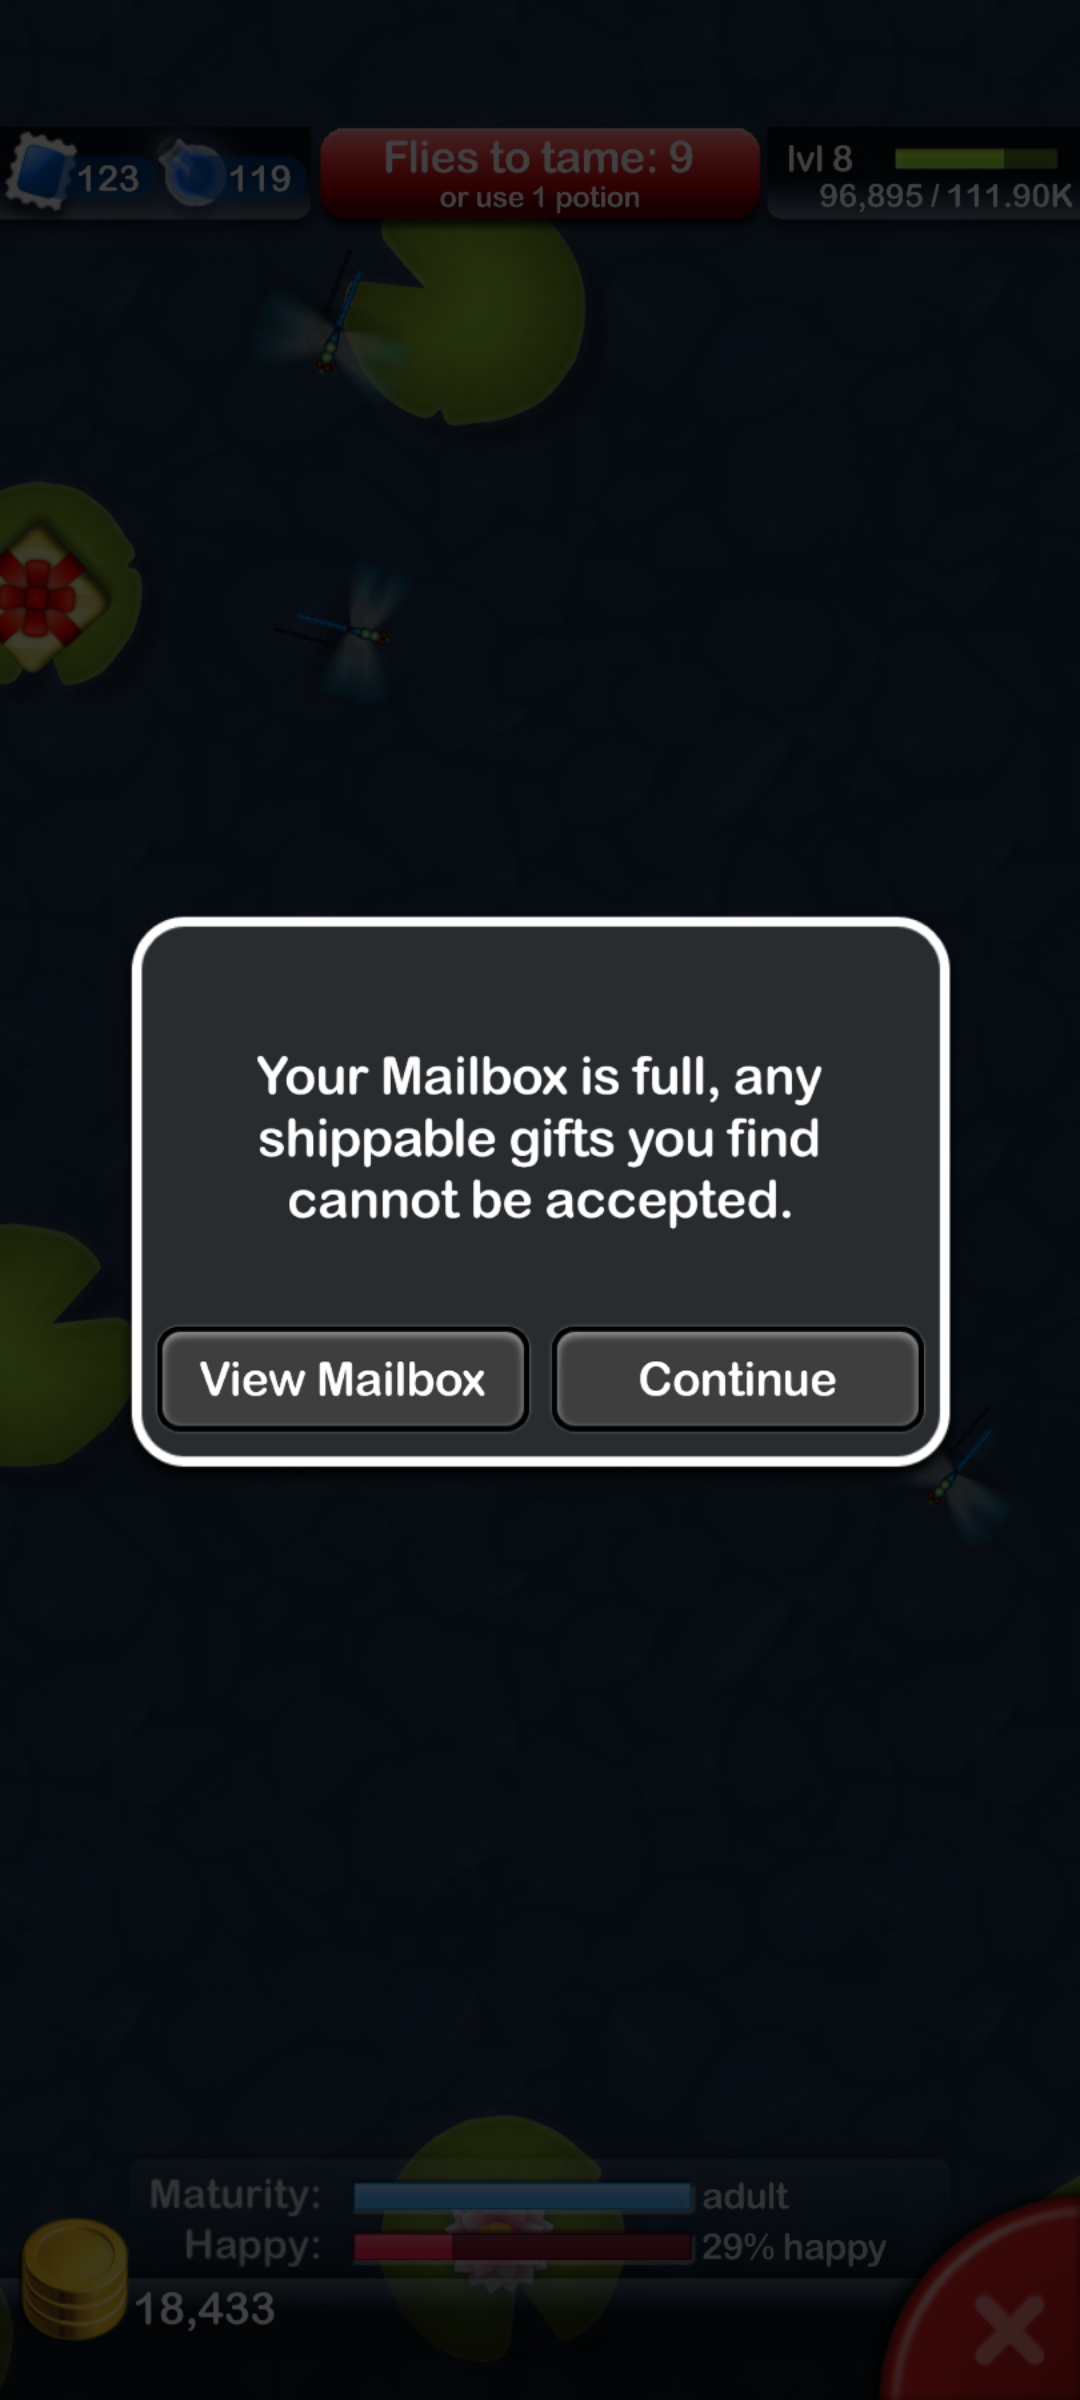 123
119
Flies to tame: 9
or use 1 potion
lvl 8
96,895 / 111.90K
Your Mailbox is full, any
shippable gifts you find
cannot be accepted.
View Mailbox
Continue
Maturity:
adult
Happy:
29% happy
18,433